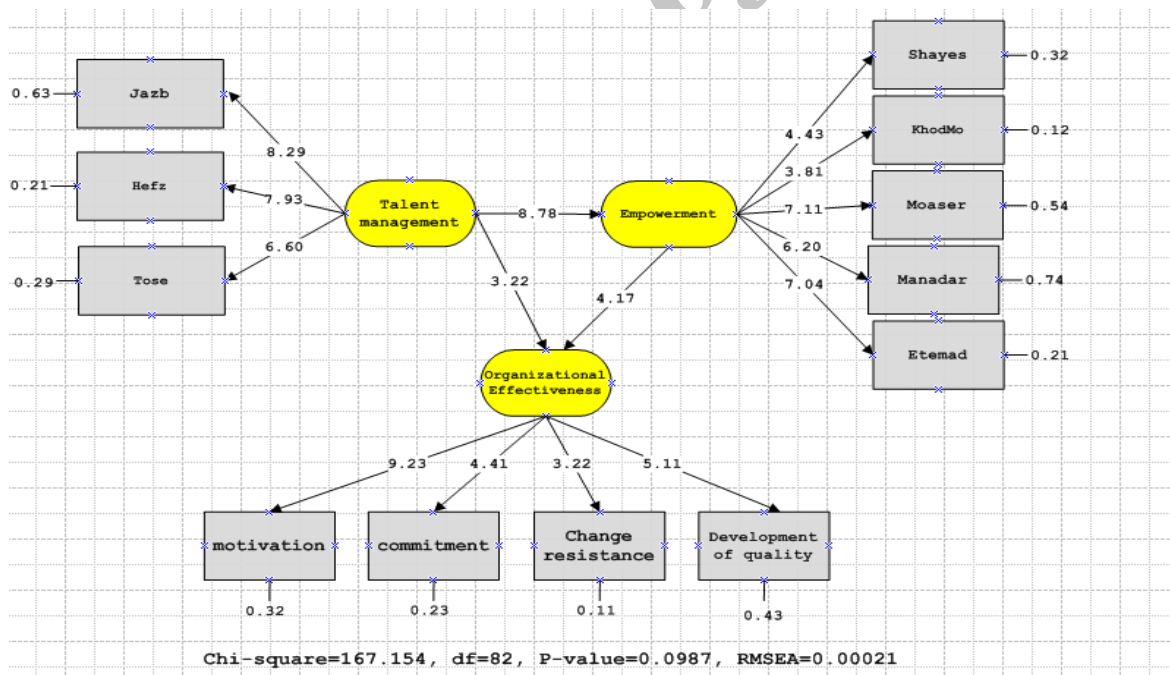 Shayes
0.32
Jazb
0.63
KhodMo
0.12
4.43
8.29
3.81
Hefz
0.21
7.93
Talent
management
8.78
Empowerment
7.11
Moaser
0.54
6.60
6.20
Tose
0.29
3.22
4.17
7.04
Manadar
0.74
Etemad
0.21
Organizational
Effectiveness
9.23
4.41
3.22
5.11
motivation
commitment
Change
resistance
Development
of quality
0.32
0.23
0.11
0.43
Chi-square=167.154, df=82, P-value=0.0987, RMSEA=0.00021